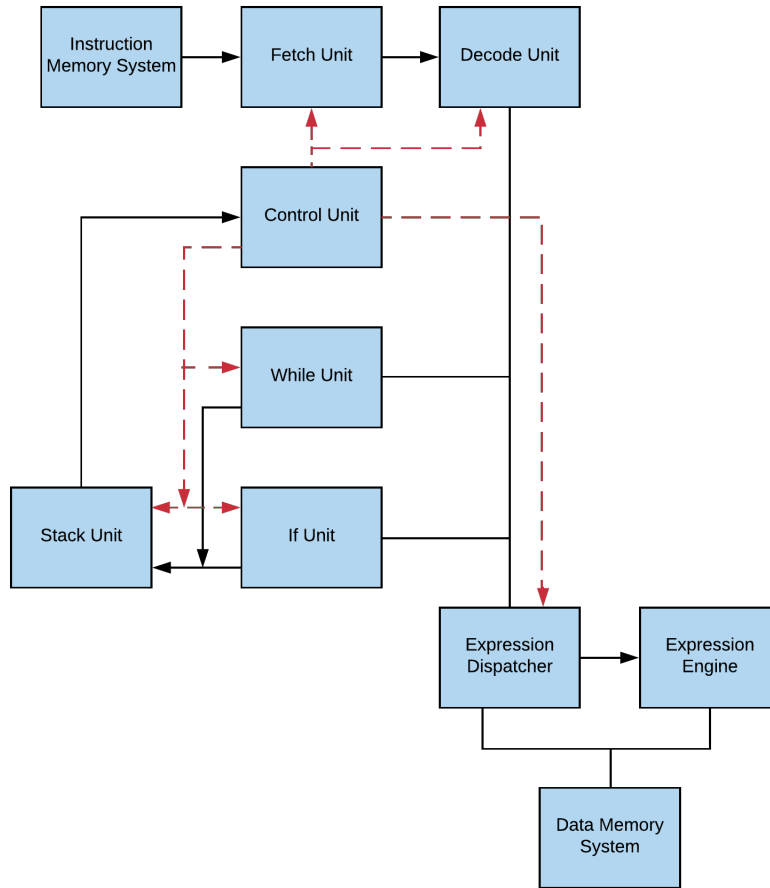 Instruction
Memory System
Fetch Unit
Decode Unit
Control Unit
While Unit
Stack Unit
If Unit
Expression
Dispatcher
Expression
Engine
Data Memory
System